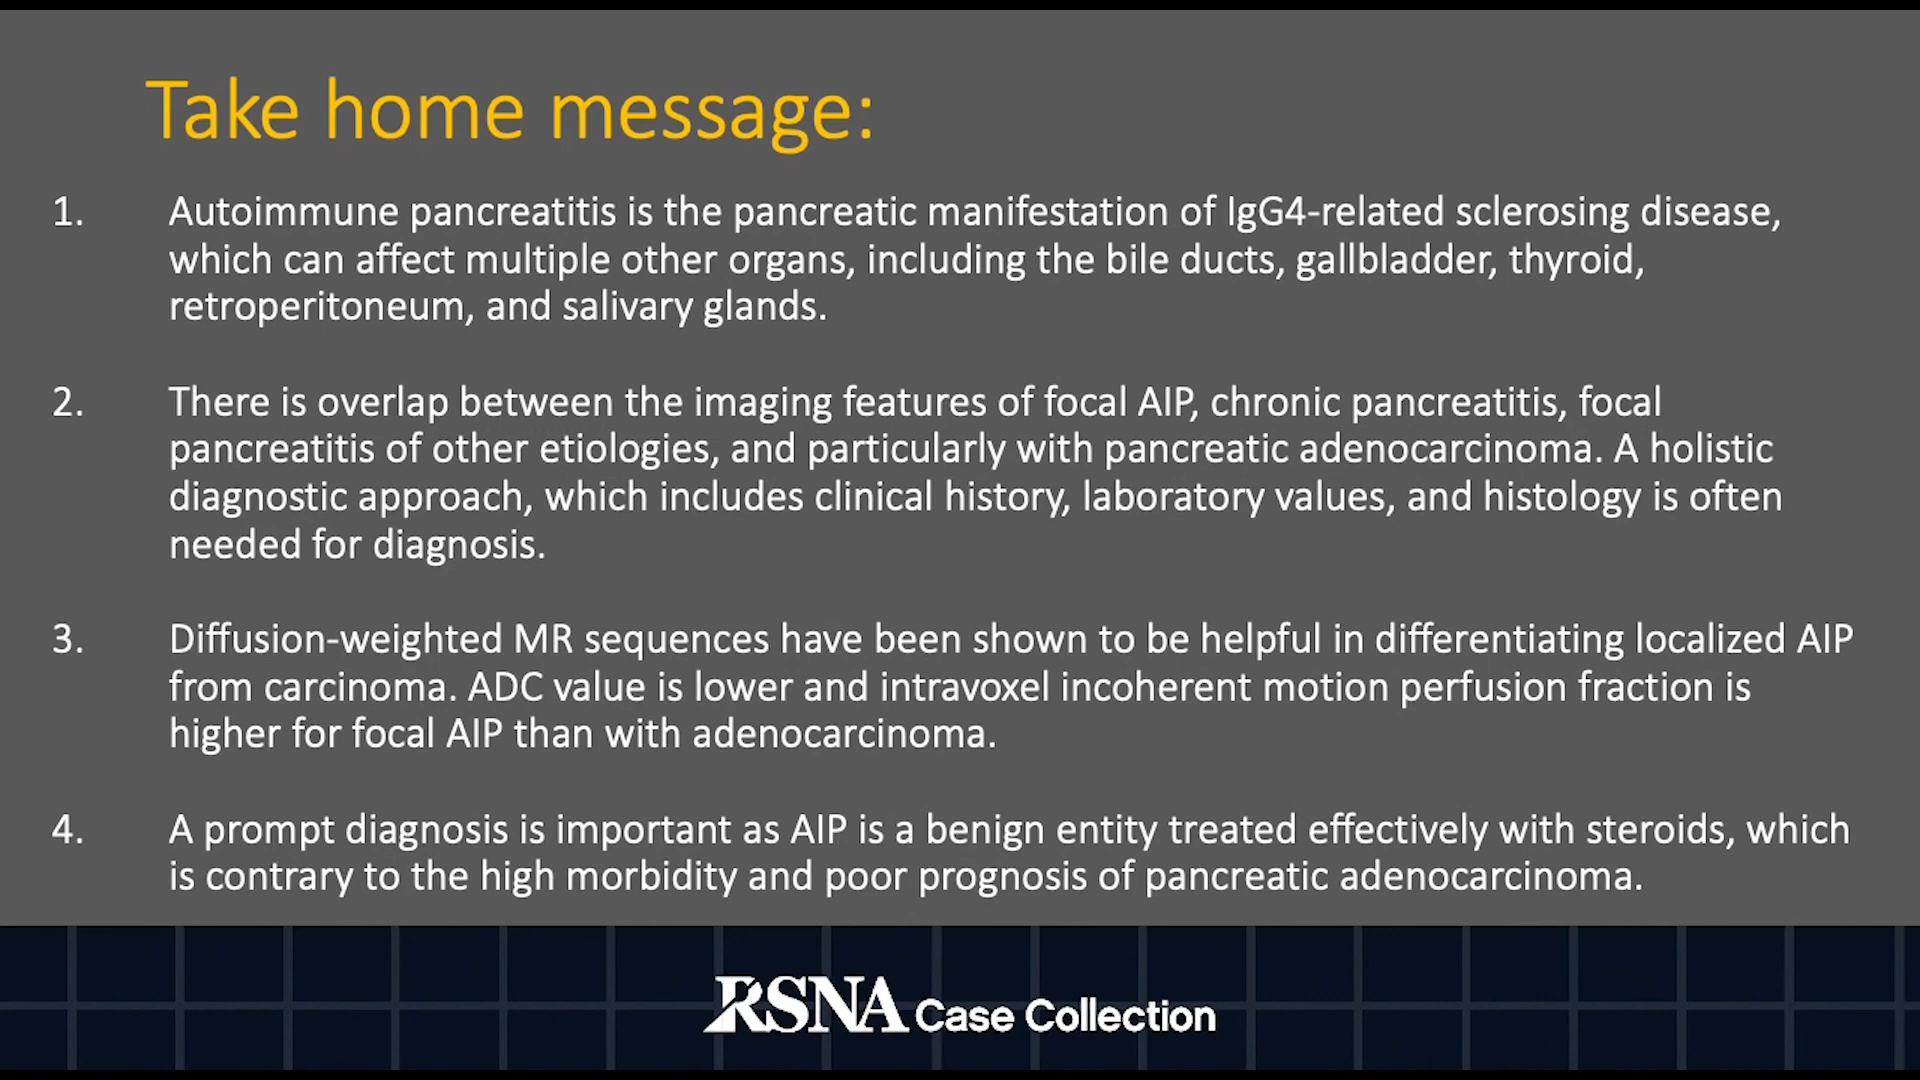 Take home message:
1. Autoimmune pancreatitis is the pancreatic manifestation of IgG4-related sclerosing disease,
which can affect multiple other organs, including the bile ducts, gallbladder, thyroid,
retroperitoneum, and salivary glands.
2. There is overlap between the imaging features of focal AIP, chronic pancreatitis, focal
pancreatitis of other etiologies, and particularly with pancreatic adenocarcinoma. A holistic
diagnostic approach, which includes clinical history, laboratory values, and histology is often
needed for diagnosis.
3. Diffusion-weighted MR sequences have been shown to be helpful in differentiating localized AIP
from carcinoma. ADC value is lower and intravoxel incoherent motion perfusion fraction is
higher for focal AIP than with adenocarcinoma.
4. A prompt diagnosis is important as AIP is a benign entity treated effectively with steroids, which
is contrary to the high morbidity and poor prognosis of pancreatic adenocarcinoma.
RSNA Case Collection